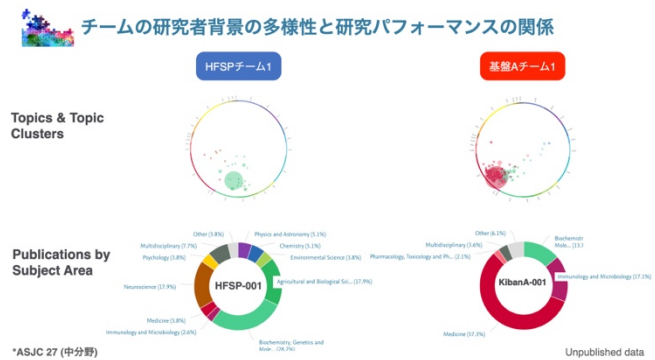 チームの研究者背景の多様性と研究パフォーマンスの関係
HFSPチーム1
基盤Aチーム1
Topics & Topic
Clusters
Publications by
Subject Area
Other (3.8%)
Multidisciplinary (7.7%)
Psychology (3.8%)
Neuroscience (17.9%)
Medicine (3.8%)
Immunology and Microbiology (2.6%)
Physics and Astronomy (5.1%)
Chemistry (5.1%)
Environmental Science (3.8%)
Agricultural and Biological Sci... (17.9%)
Biochemistry, Genetics and
Mole... (28.2%)
HFSP-001
Other (6.2%)
Multidisciplinary (3.6%)
Pharmacology, Toxicology and Ph... (2.1%)
Medicine (57.3%)
Biochemistr
Mole... (13.
Immunology and Microbiology (17.2%)
KibanA-001
*ASJC 27 (中分野)
Unpublished data